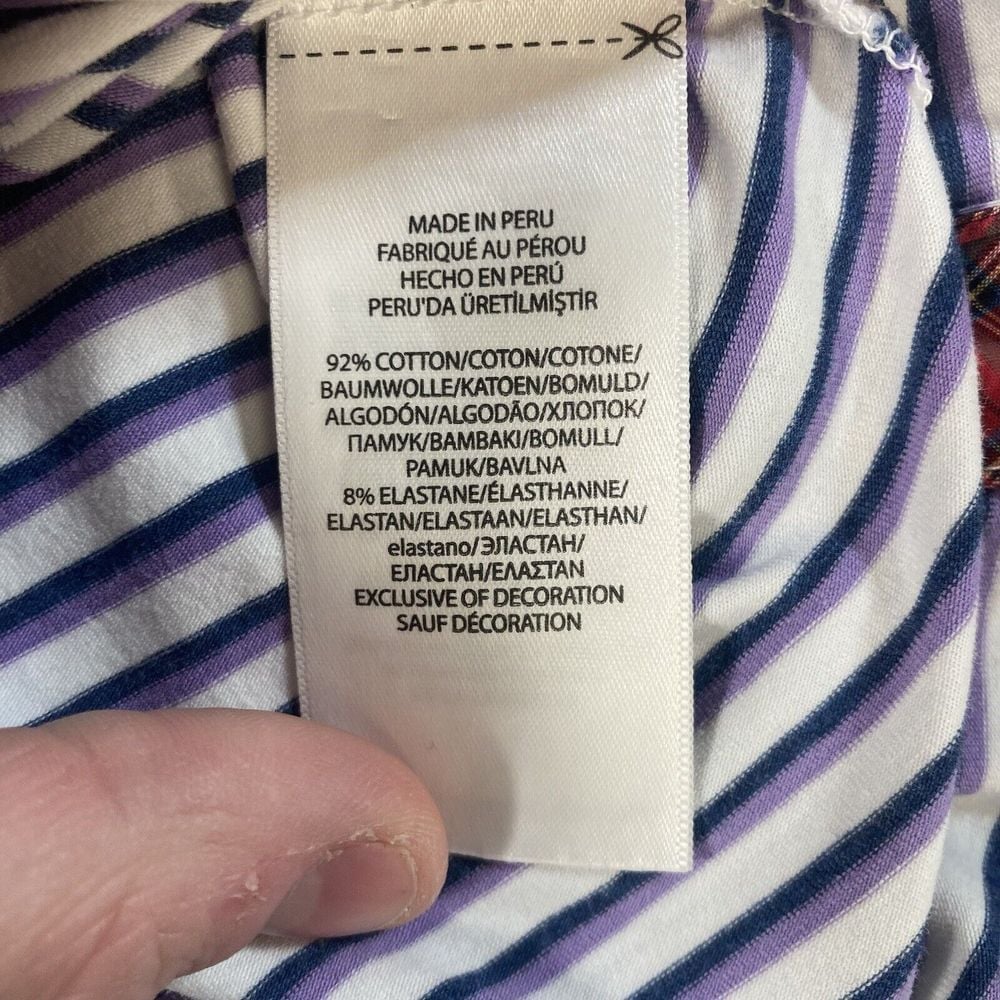 MADE IN PERU
FABRIQUÉ AU PÉROU
HECHO EN PERÚ
PERU'DA ÜRETİLMİŞTİR
92% COTTON/COTON/COTONE/
BAUMWOLLE/KATOEN/BOMULD/
ALGODÓN/ALGODÃO/ХЛОПОК/
ПАМУК/BAMBAKI/BOMULL/
PAMUK/BAVLNA
8% ELASTANE/ÉLASTHANNE/
ELASTAN/ELASTAAN/ELASTHAN/
elastano/ЭЛАСТАН/
ЕЛАСТАН/ΕΛΑΣΤΑΝ
EXCLUSIVE OF DECORATION
SAUF DÉCORATION